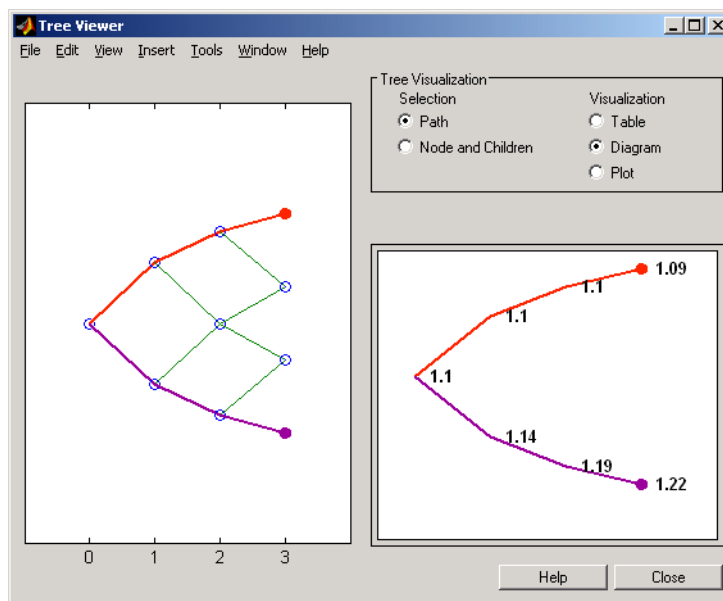 Tree Viewer
File Edit View Insert Tools Window Help
Tree Visualization
Selection
Visualization
Path
Table
Node and Children
Diagram
Plot
1.09
1.1
1.1
1.1
1.14
1.19
1.22
0 1 2 3
Help
Close